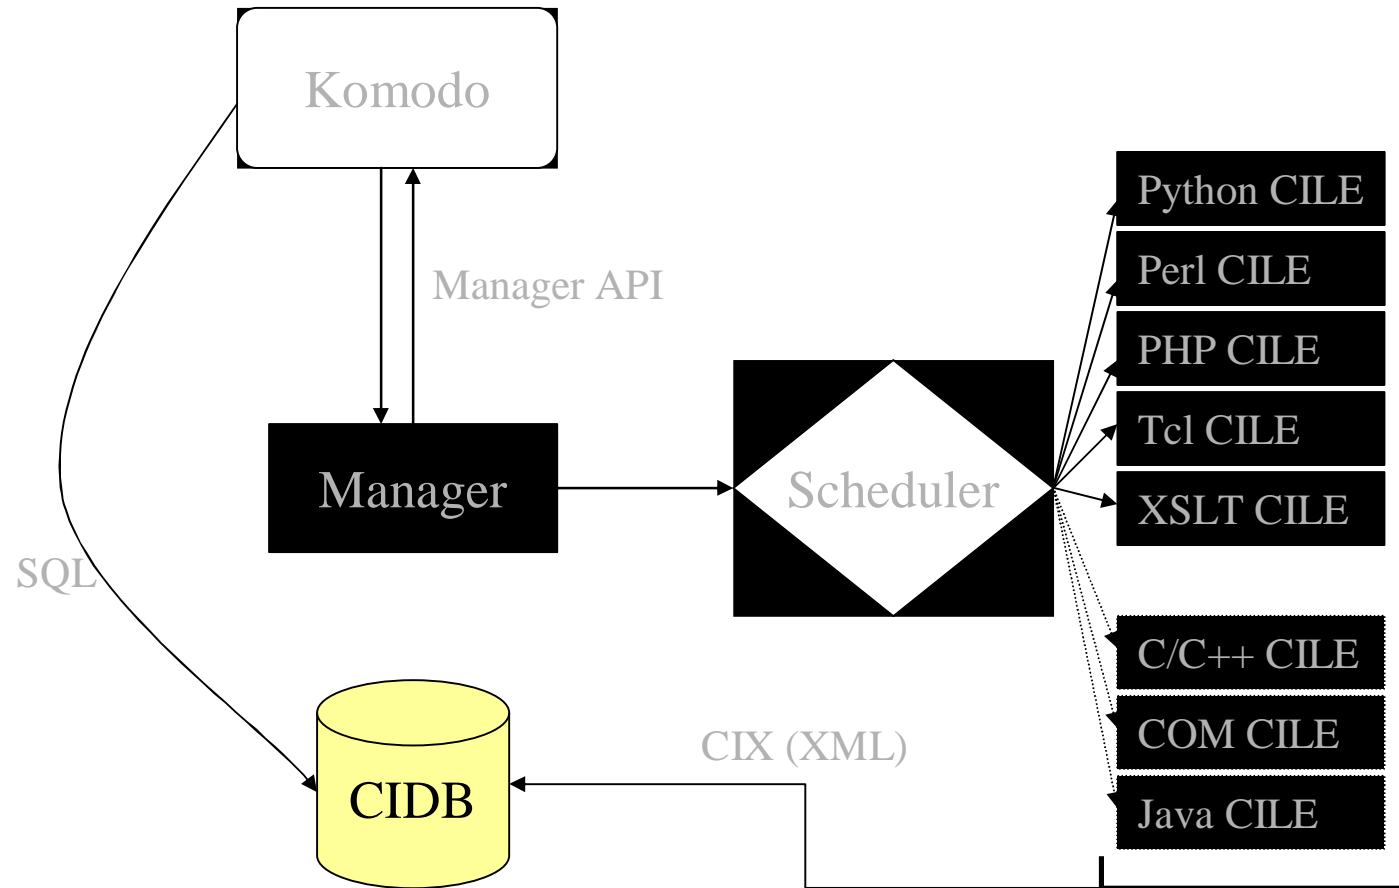 Komodo
Manager API
Manager
Scheduler
SQL
CIDB
CIX (XML)
Python CILE
Perl CILE
PHP CILE
Tcl CILE
XSLT CILE
C/C++ CILE
COM CILE
Java CILE